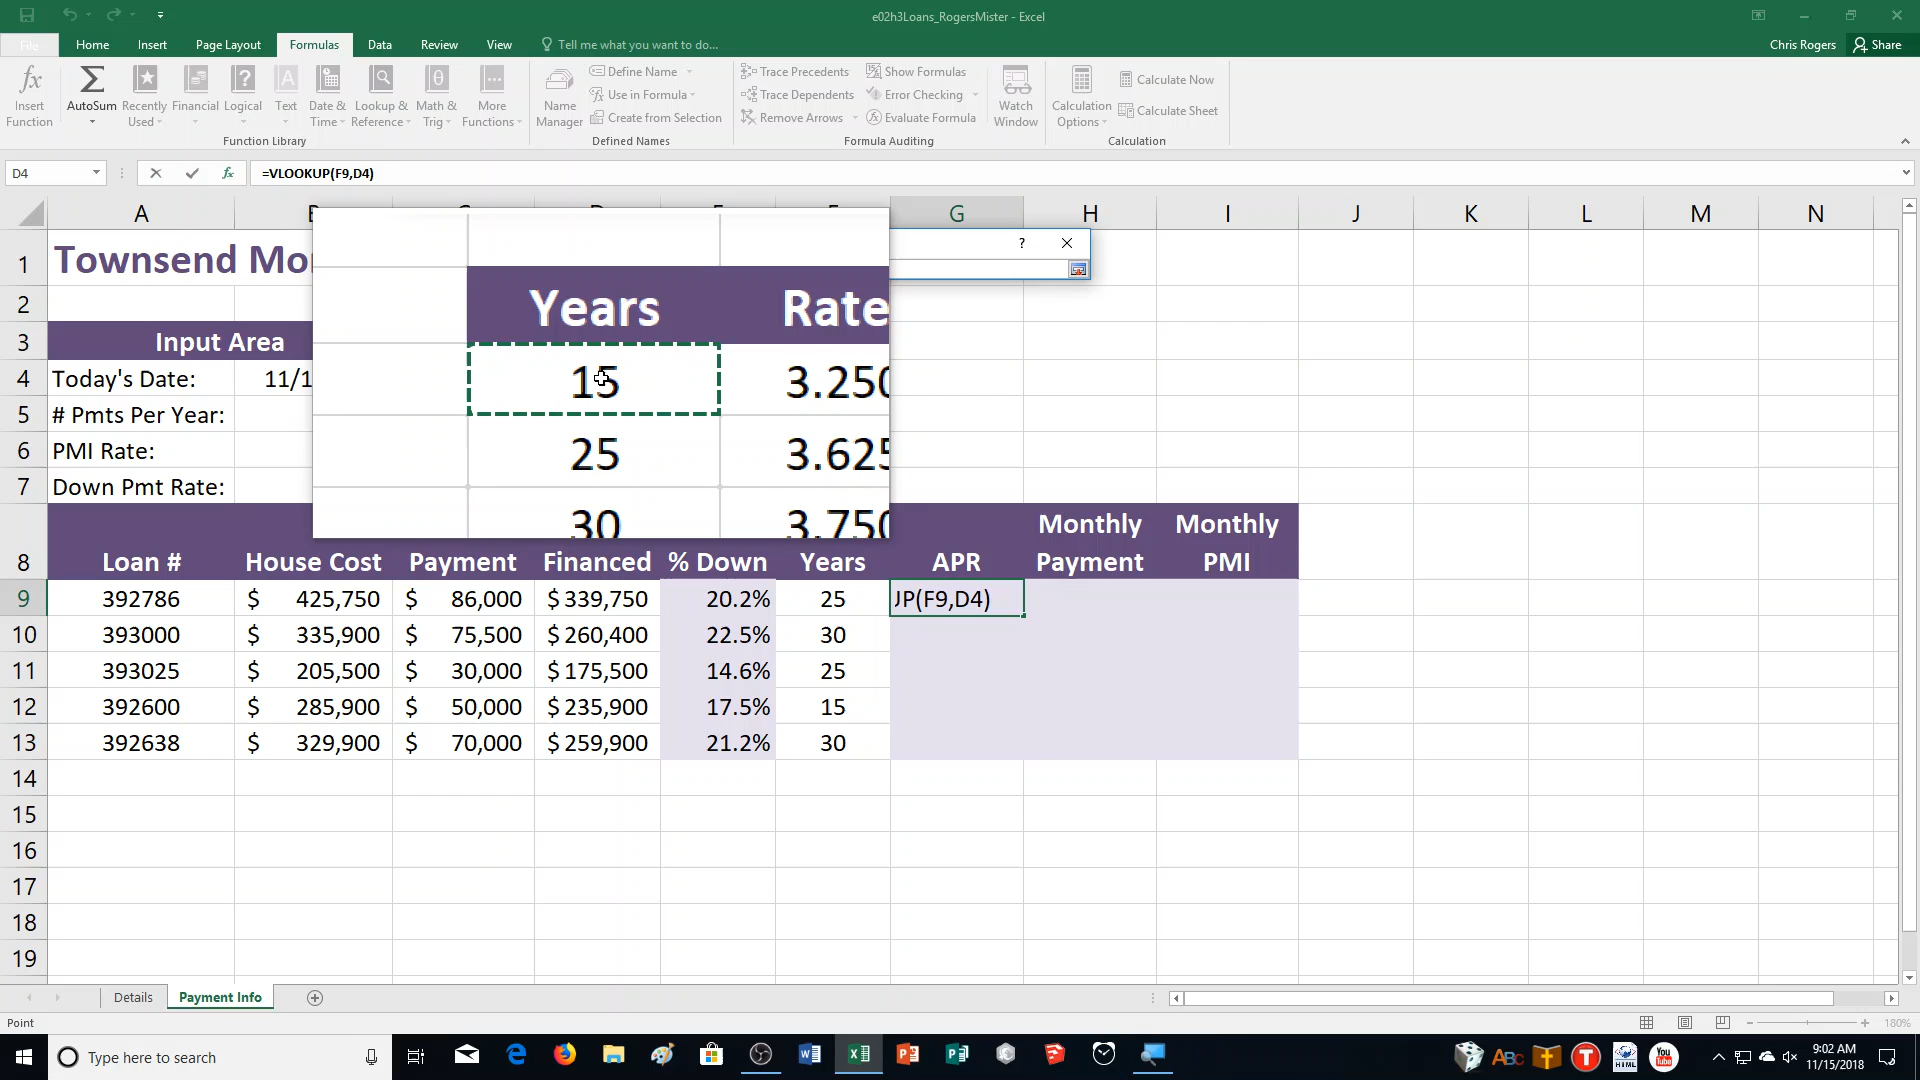 e02h3Loans_RogersMister - Excel
File Home Insert Page Layout Formulas Data Review View Tell me what you want to do... Chris Rogers Share
Insert Function
AutoSum
Recently Used
Financial
Logical
Text
Date & Time
Lookup & Reference
Math & Trig
More Functions
Function Library
Name Manager
Define Name
Use in Formula
Create from Selection
Defined Names
Trace Precedents
Trace Dependents
Remove Arrows
Show Formulas
Error Checking
Evaluate Formula
Formula Auditing
Watch Window
Calculation Options
Calculate Now
Calculate Sheet
Calculation
D4 fx =VLOOKUP(F9,D4)
A G H I J K L M N
1 Townsend
2
3 Input Area
4 Today's Date: 11/1
5 # Pmts Per Year:
6 PMI Rate:
7 Down Pmt Rate:
? ×
Years Rate
15 3.250
25 3.625
30 3.750
Monthly Monthly
8 Loan # House Cost Payment Financed % Down Years APR Payment PMI
9 392786 $ 425,750 $ 86,000 $ 339,750 20.2% 25 JP(F9,D4)
10 393000 $ 335,900 $ 75,500 $ 260,400 22.5% 30
11 393025 $ 205,500 $ 30,000 $ 175,500 14.6% 25
12 392600 $ 285,900 $ 50,000 $ 235,900 17.5% 15
13 392638 $ 329,900 $ 70,000 $ 259,900 21.2% 30
14
15
16
17
18
19
Details Payment Info
Point 180%
Type here to search
9:02 AM
11/15/2018